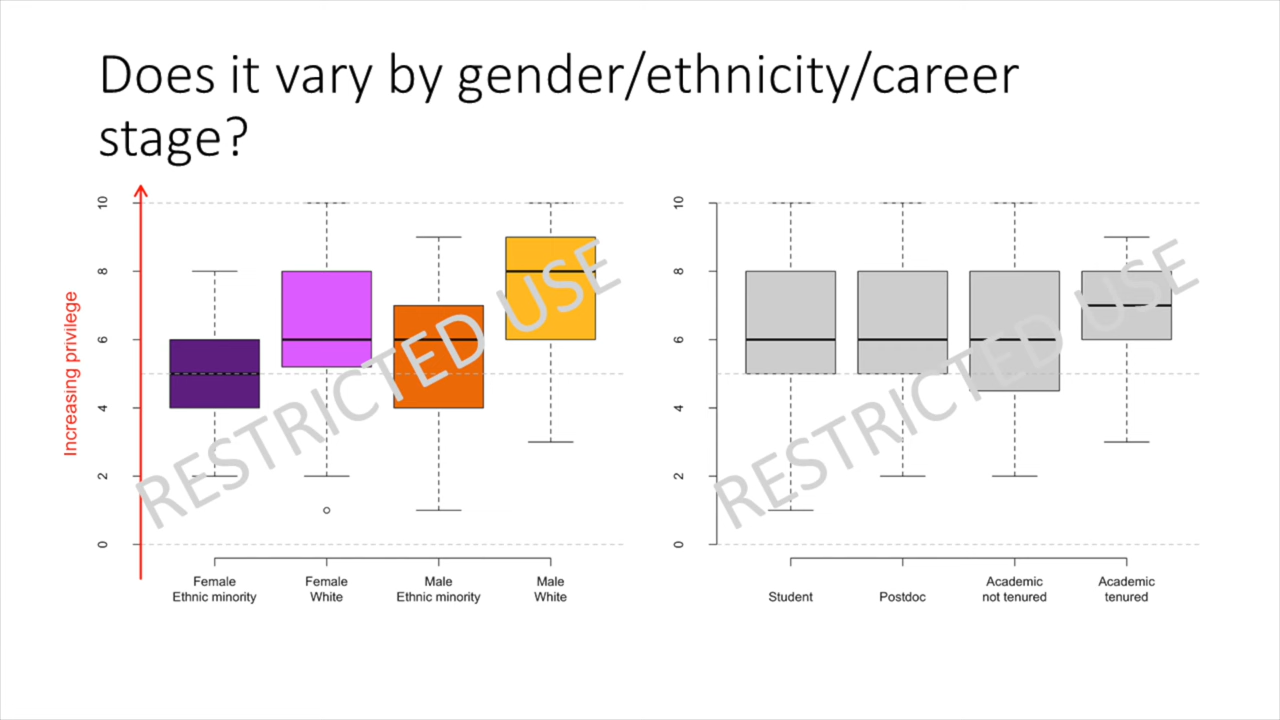 Does it vary by gender/ethnicity/career
stage?
Increasing privilege
10
8
6
4
2
0
Female
Ethnic minority
Female
White
Male
Ethnic minority
Male
White
RESTRICTED USE
10
8
6
4
2
0
Student
Postdoc
Academic
not tenured
Academic
tenured
RESTRICTED USE